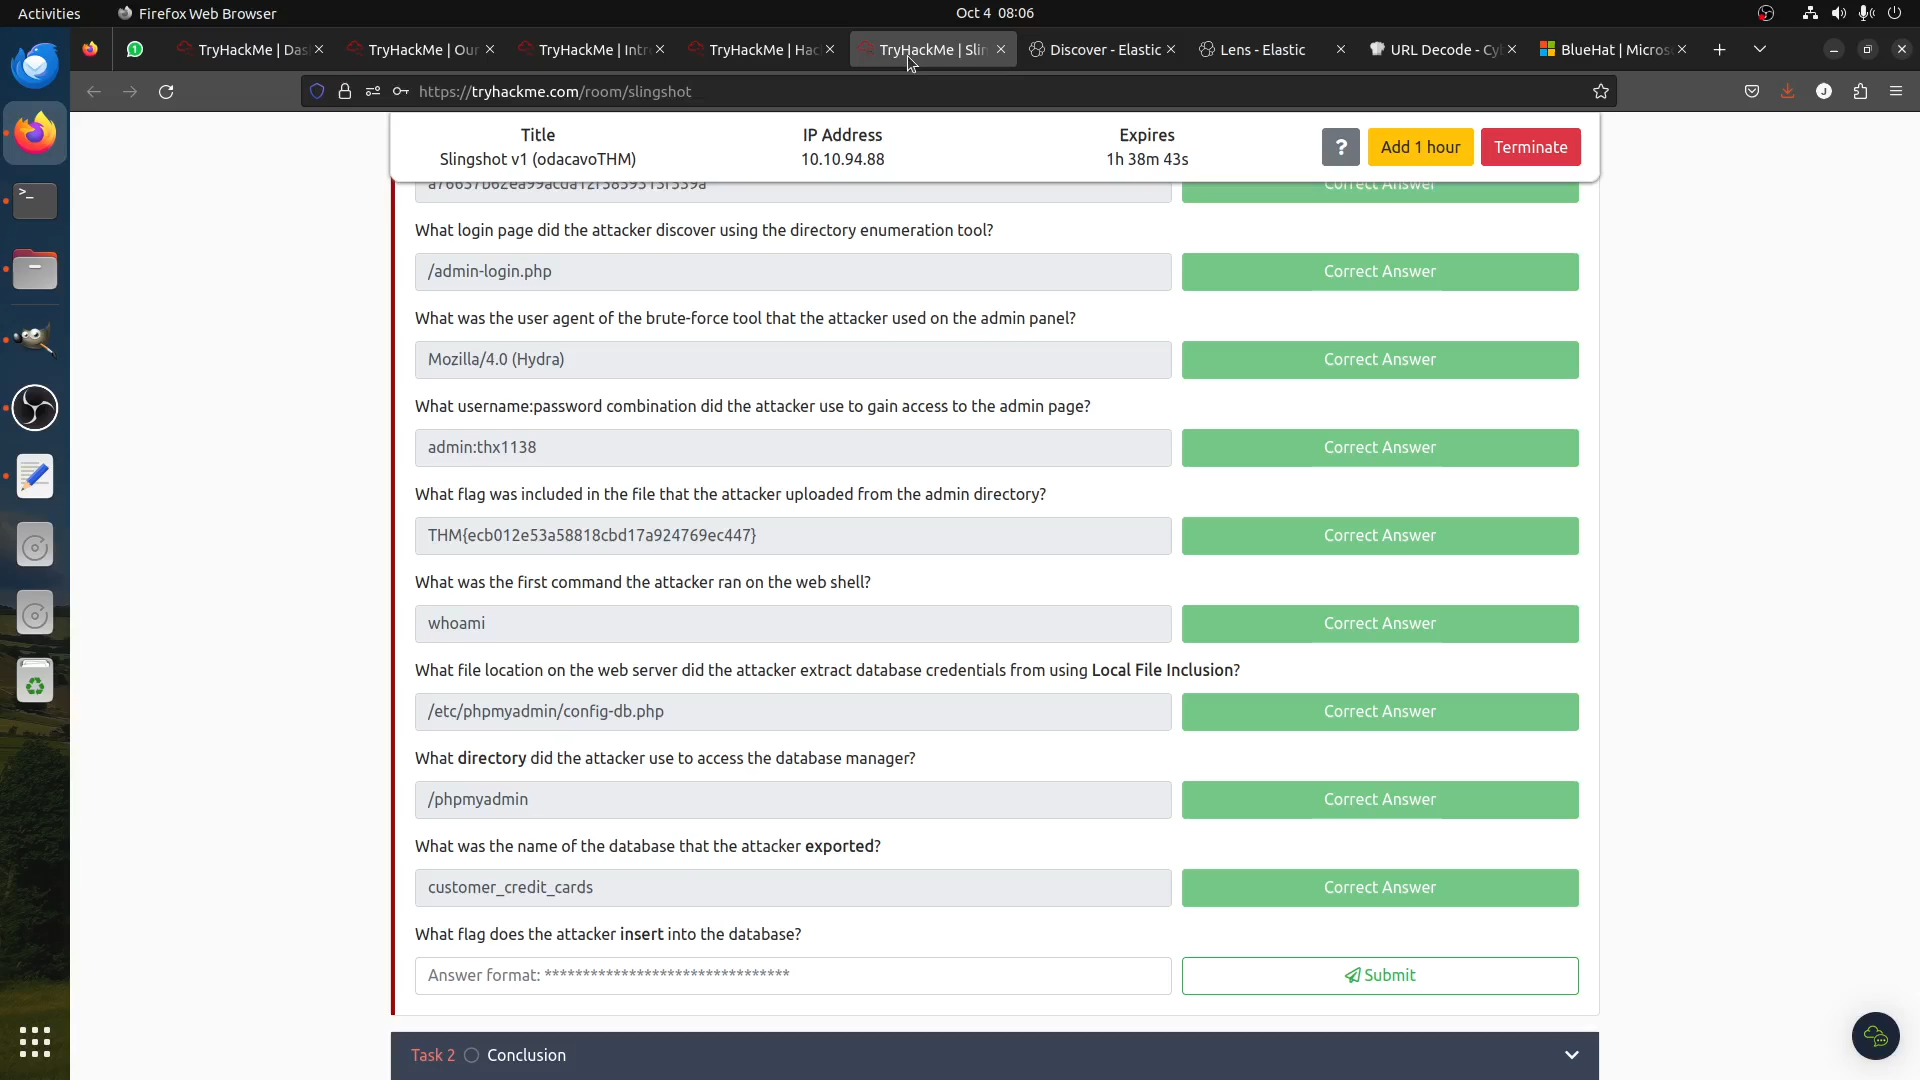 Activities
Firefox Web Browser
Oct 4 08:06
TryHackMe | Das
TryHackMe | Our
TryHackMe | Intr
TryHackMe | Hac
TryHackMe | Slin
Discover - Elastic
Lens - Elastic
URL Decode - Cyb
BlueHat | Micros
https://tryhackme.com/room/slingshot
Title
Slingshot v1 (odacavoTHM)
IP Address
10.10.94.88
Expires
1h 38m 43s
?
Add 1 hour
Terminate
Correct Answer
What login page did the attacker discover using the directory enumeration tool?
/admin-login.php
Correct Answer
What was the user agent of the brute-force tool that the attacker used on the admin panel?
Mozilla/4.0 (Hydra)
Correct Answer
What username:password combination did the attacker use to gain access to the admin page?
admin:thx1138
Correct Answer
What flag was included in the file that the attacker uploaded from the admin directory?
THM{ecb012e53a58818cbd17a924769ec447}
Correct Answer
What was the first command the attacker ran on the web shell?
whoami
Correct Answer
What file location on the web server did the attacker extract database credentials from using Local File Inclusion?
/etc/phpmyadmin/config-db.php
Correct Answer
What directory did the attacker use to access the database manager?
/phpmyadmin
Correct Answer
What was the name of the database that the attacker exported?
customer_credit_cards
Correct Answer
What flag does the attacker insert into the database?
Answer format: ********************************
Submit
Task 2
Conclusion